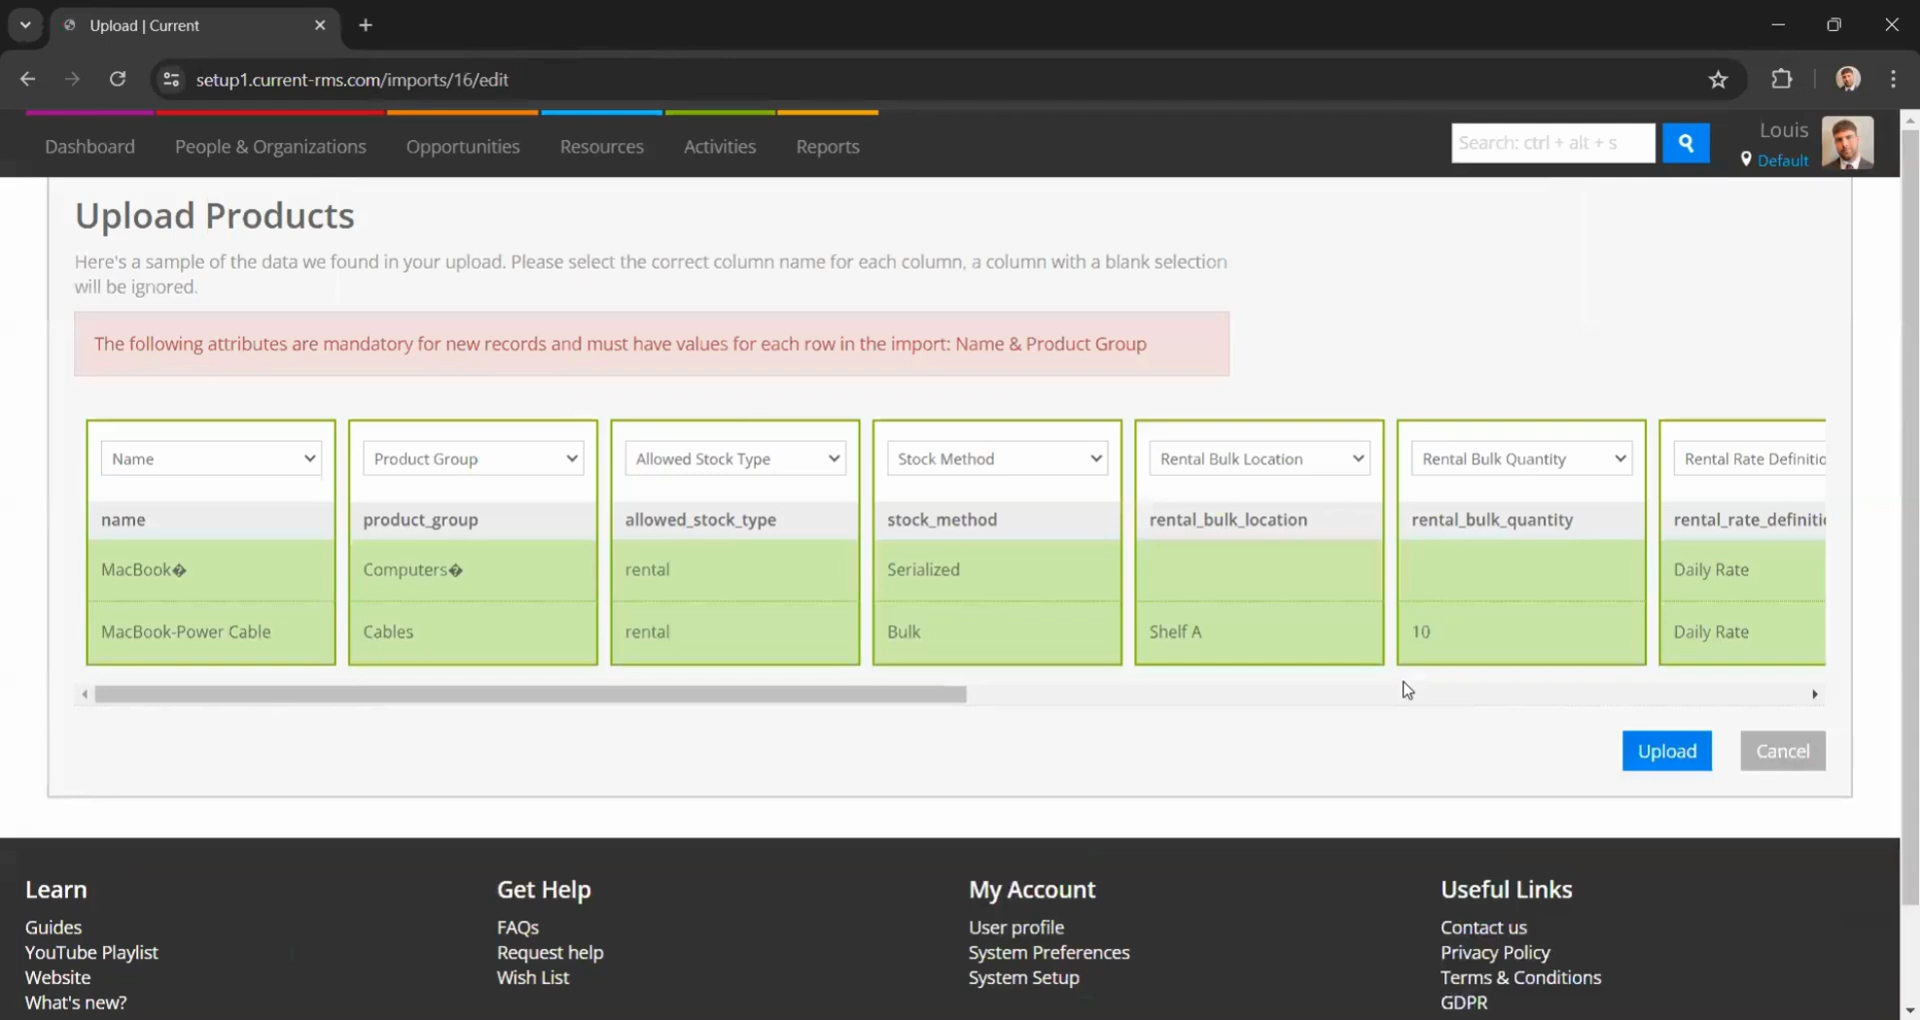 Upload | Current
setup1.current-rms.com/imports/16/edit
Dashboard People & Organizations Opportunities Resources Activities Reports
Search: ctrl + alt + s
Louis
Default
Upload Products
Here's a sample of the data we found in your upload. Please select the correct column name for each column, a column with a blank selection
will be ignored.
The following attributes are mandatory for new records and must have values for each row in the import: Name & Product Group
Name Product Group Allowed Stock Type Stock Method Rental Bulk Location Rental Bulk Quantity Rental Rate Definitio
name product_group allowed_stock_type stock_method rental_bulk_location rental_bulk_quantity rental_rate_definiti
MacBook� Computers� rental Serialized Daily Rate
MacBook-Power Cable Cables rental Bulk Shelf A 10 Daily Rate
Upload Cancel
Learn
Guides
YouTube Playlist
Website
What's new?
Get Help
FAQs
Request help
Wish List
My Account
User profile
System Preferences
System Setup
Useful Links
Contact us
Privacy Policy
Terms & Conditions
GDPR